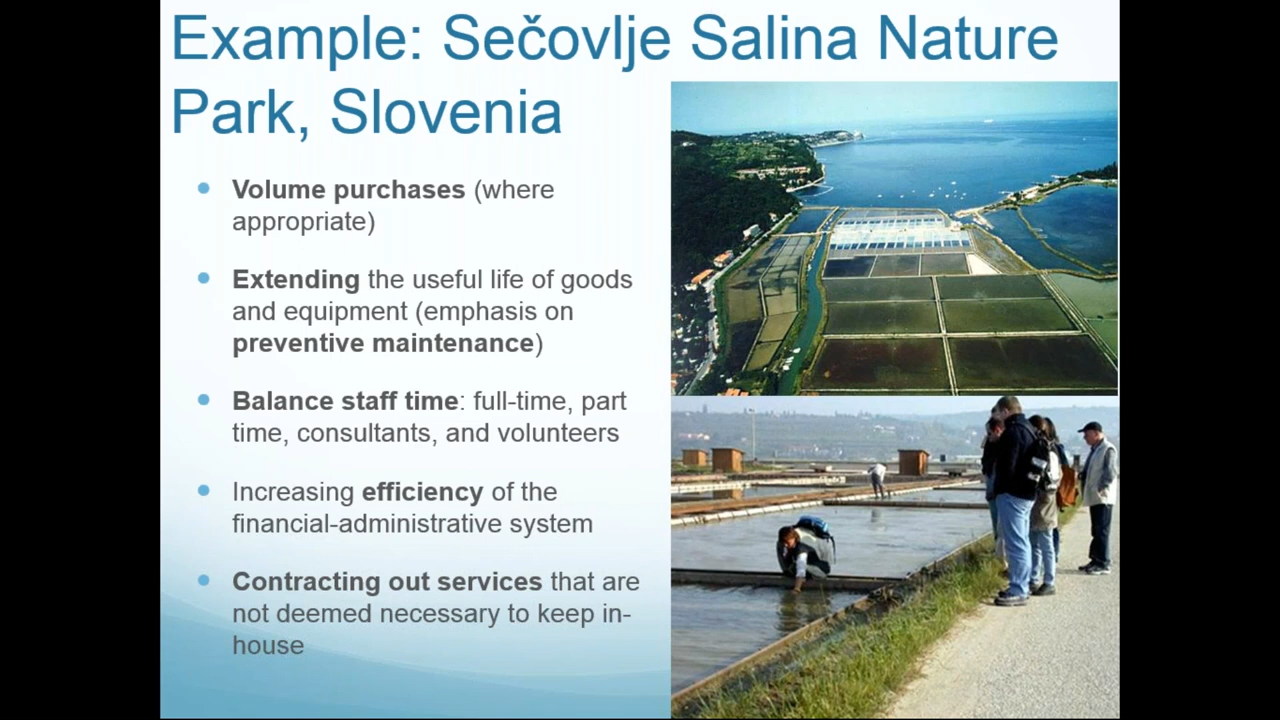 Example: Sečovlje Salina Nature
Park, Slovenia
Volume purchases (where
appropriate)
Extending the useful life of goods
and equipment (emphasis on
preventive maintenance)
Balance staff time: full-time, part
time, consultants, and volunteers
Increasing efficiency of the
financial-administrative system
Contracting out services that are
not deemed necessary to keep in-
house